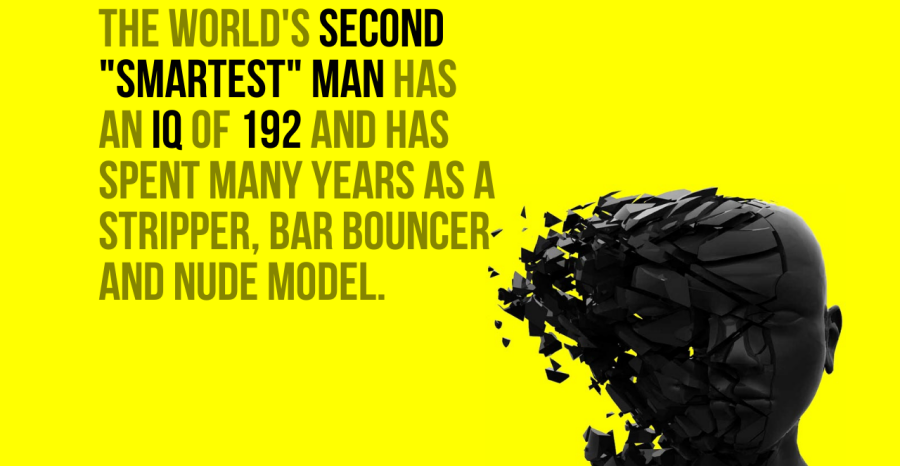 THE WORLD'S SECOND
"SMARTEST" MAN HAS
AN IQ OF 192 AND HAS
SPENT MANY YEARS AS A
STRIPPER, BAR BOUNCER
AND NUDE MODEL.